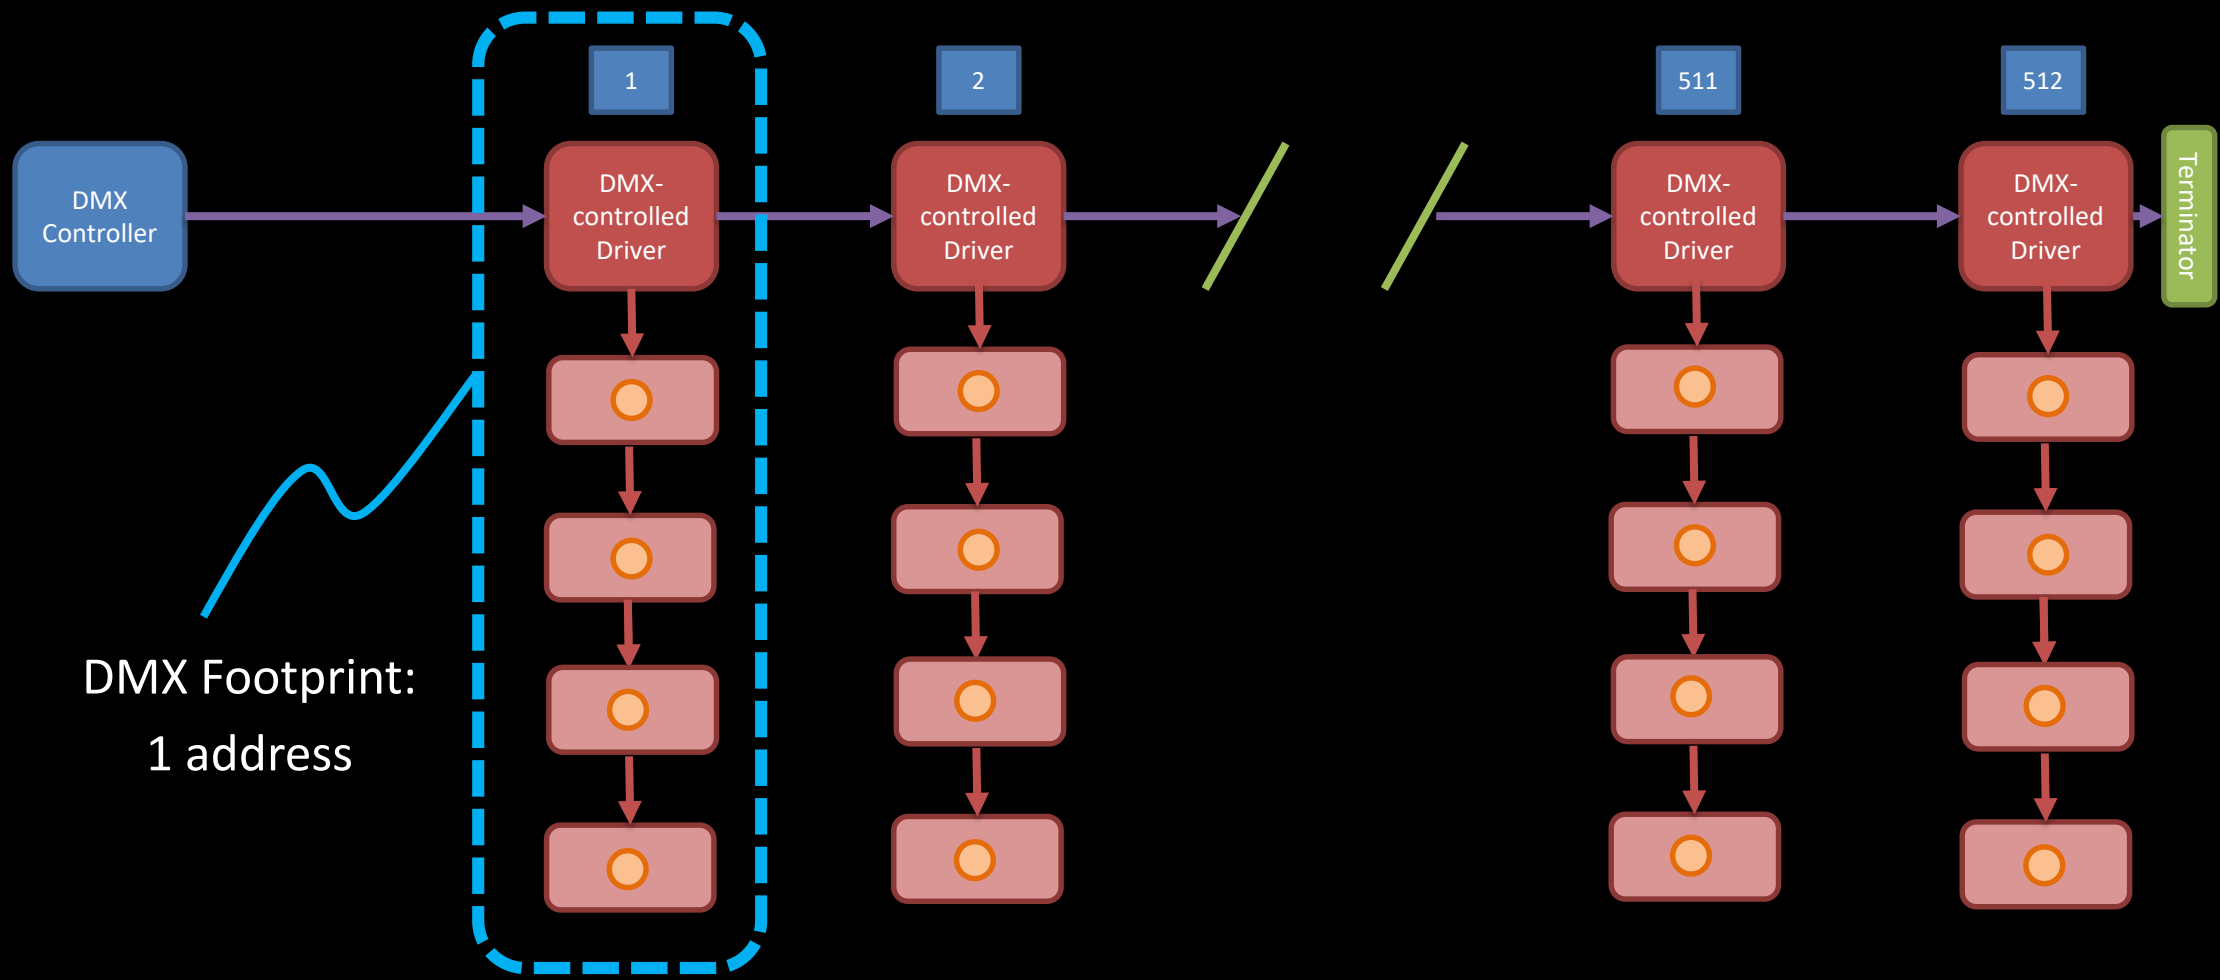 1
2
511
512
DMX
Controller
DMX-
controlled
Driver
DMX-
controlled
Driver
DMX-
controlled
Driver
DMX-
controlled
Driver
Terminator
DMX Footprint:
1 address